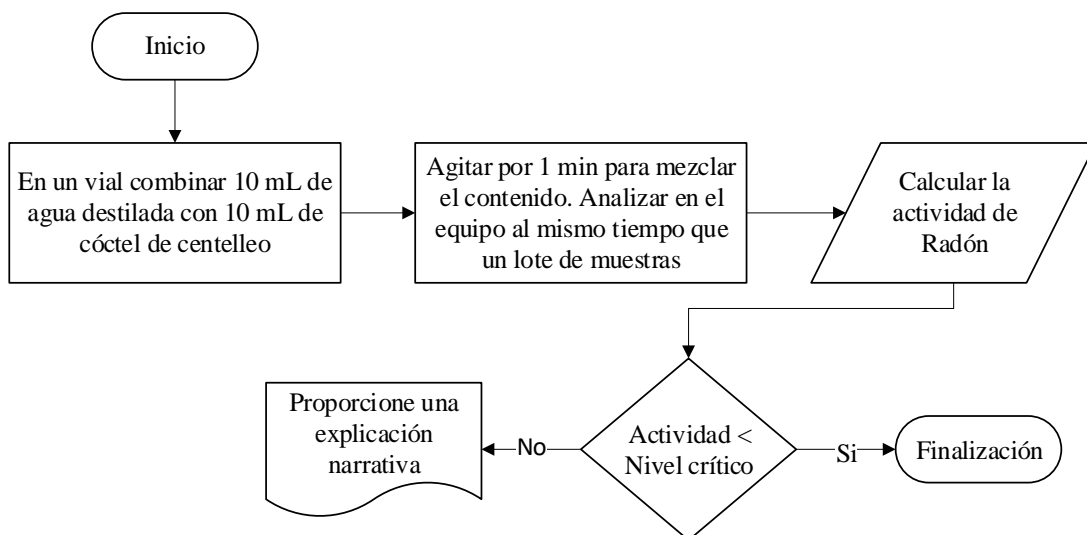 Inicio
En un vial combinar 10 mL de
agua destilada con 10 mL de
cóctel de centelleo
Agitar por 1 min para mezclar
el contenido. Analizar en el
equipo al mismo tiempo que
un lote de muestras
Calcular la
actividad de
Radón
Proporcione una
explicación
narrativa
No
Actividad <
Nivel crítico
Si
Finalización